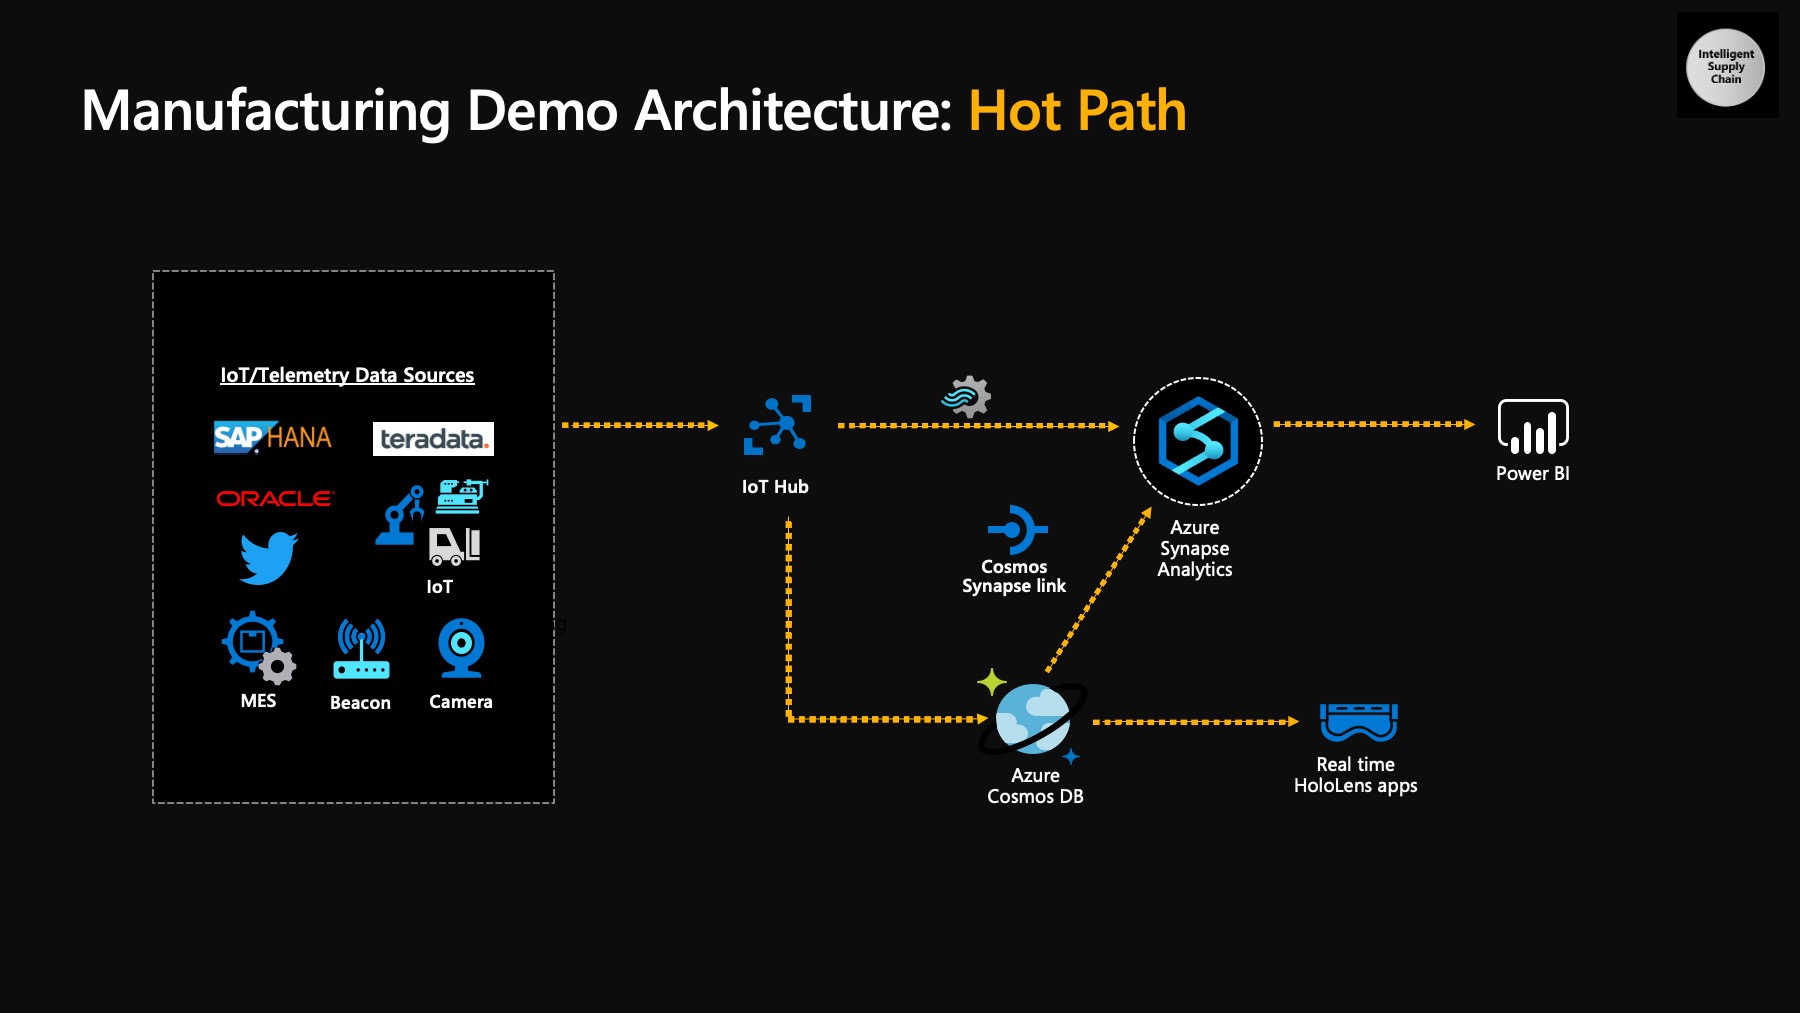 Intelligent
Supply
Chain
Manufacturing Demo Architecture: Hot Path
IoT/Telemetry Data Sources
SAP HANA
teradata.
ORACLE
IoT
MES
Beacon
Camera
g
IoT Hub
Cosmos
Synapse link
Azure
Synapse
Analytics
Power BI
Azure
Cosmos DB
Real time
HoloLens apps